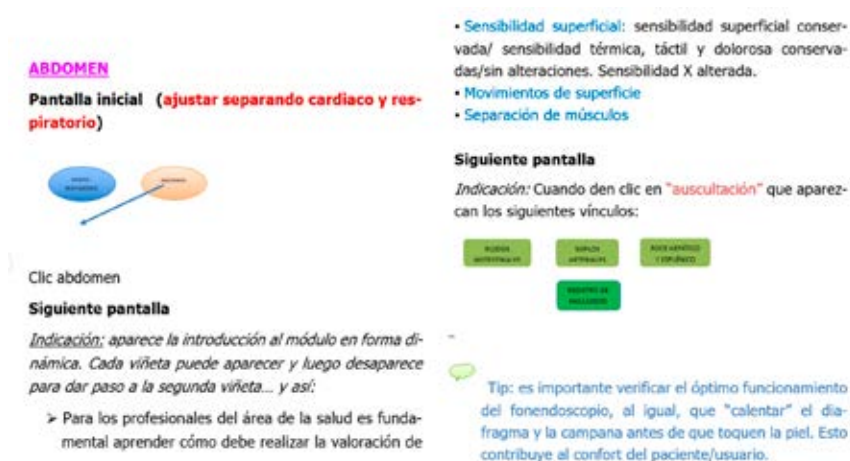 ABDOMEN
Pantalla inicial (ajustar separando cardiaco y res-
piratorio)
Clic abdomen
Siguiente pantalla
Indicación: aparece la introducción al módulo en forma di-
námica. Cada viñeta puede aparecer y luego desaparece
para dar paso a la segunda viñeta... y así:
➤ Para los profesionales del área de la salud es funda-
mental aprender cómo debe realizar la valoración de
• Sensibilidad superficial: sensibilidad superficial conser-
vada/ sensibilidad térmica, táctil y dolorosa conserva-
das/sin alteraciones. Sensibilidad X alterada.
• Movimientos de superficie
• Separación de músculos
Siguiente pantalla
Indicación: Cuando den clic en "auscultación" que aparez-
can los siguientes vínculos:
Tip: es importante verificar el óptimo funcionamiento
del fonendoscopio, al igual, que "calentar" el dia-
fragma y la campana antes de que toquen la piel. Esto
contribuye al confort del paciente/usuario.